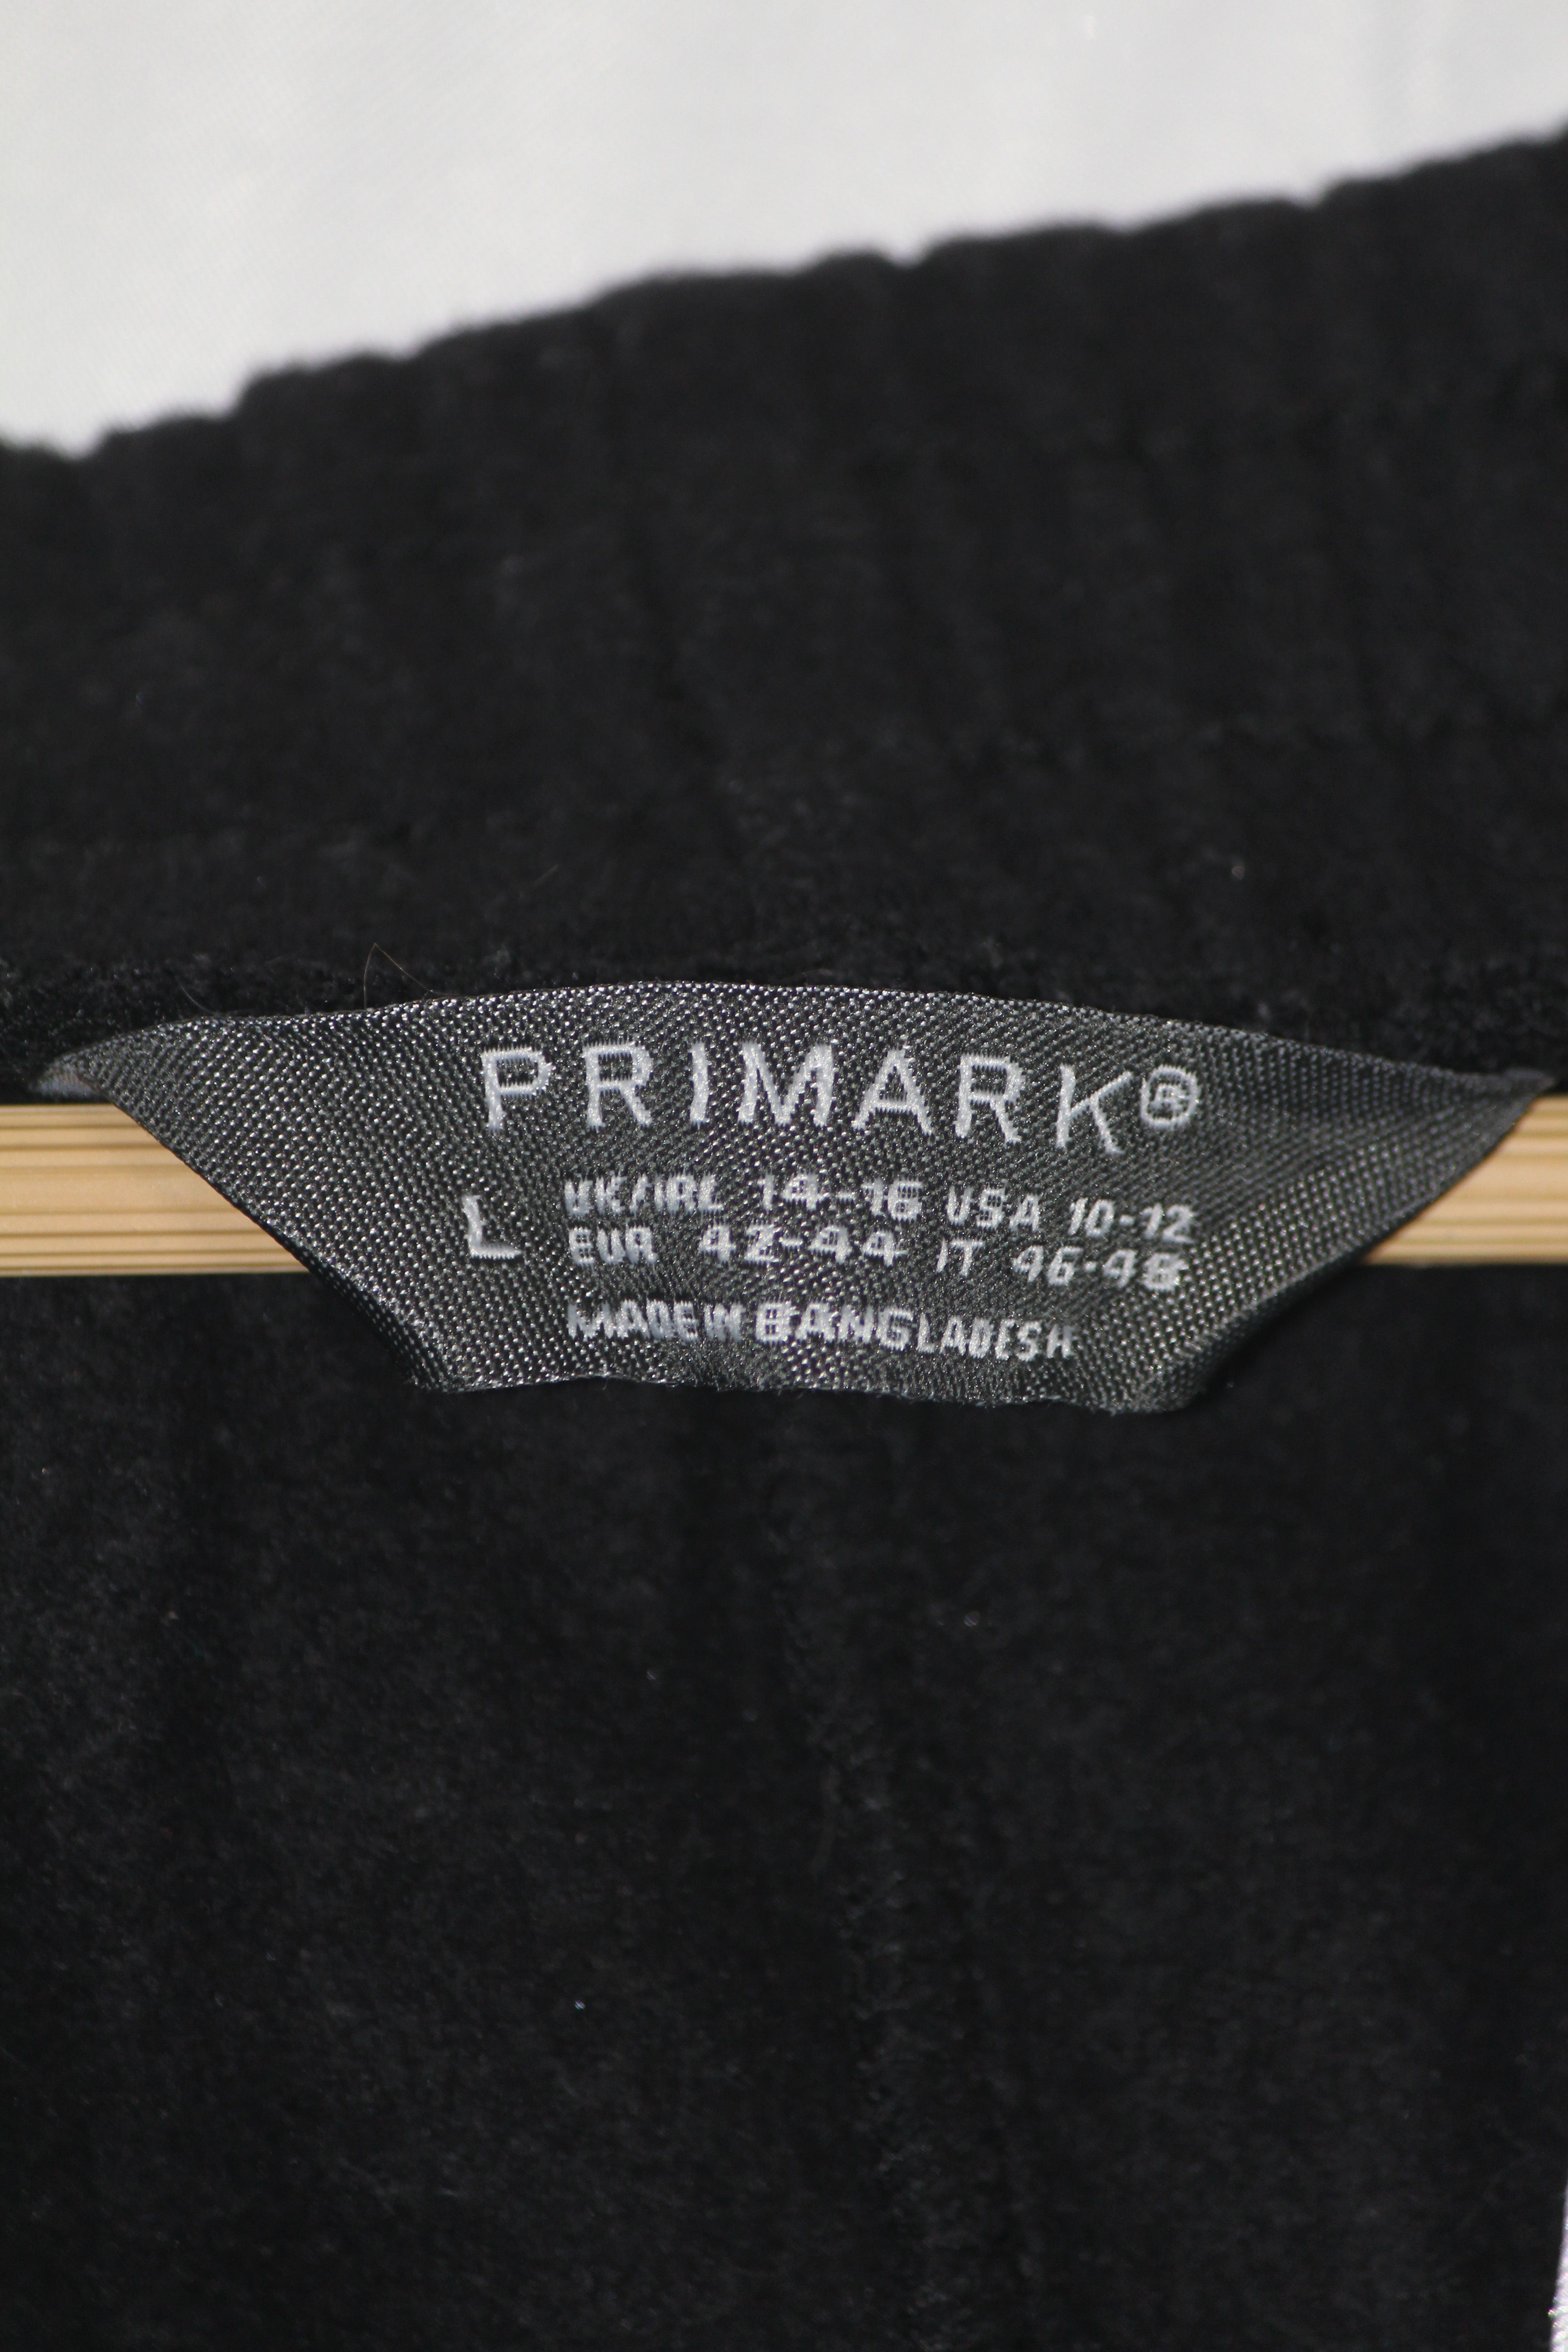 PRIMARK®
L
UK/IRL 14-16 USA 10-12
EUR 42-44 IT 46-48
MADE IN BANGLADESH